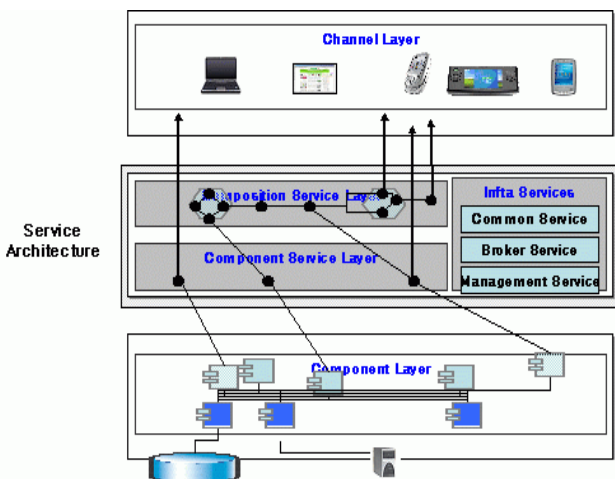 Channel Layer
Composition Service Layer
Infta Services
Common Service
Service
Architecture
Broker Service
Component Service Layer
Management Service
Component Layer